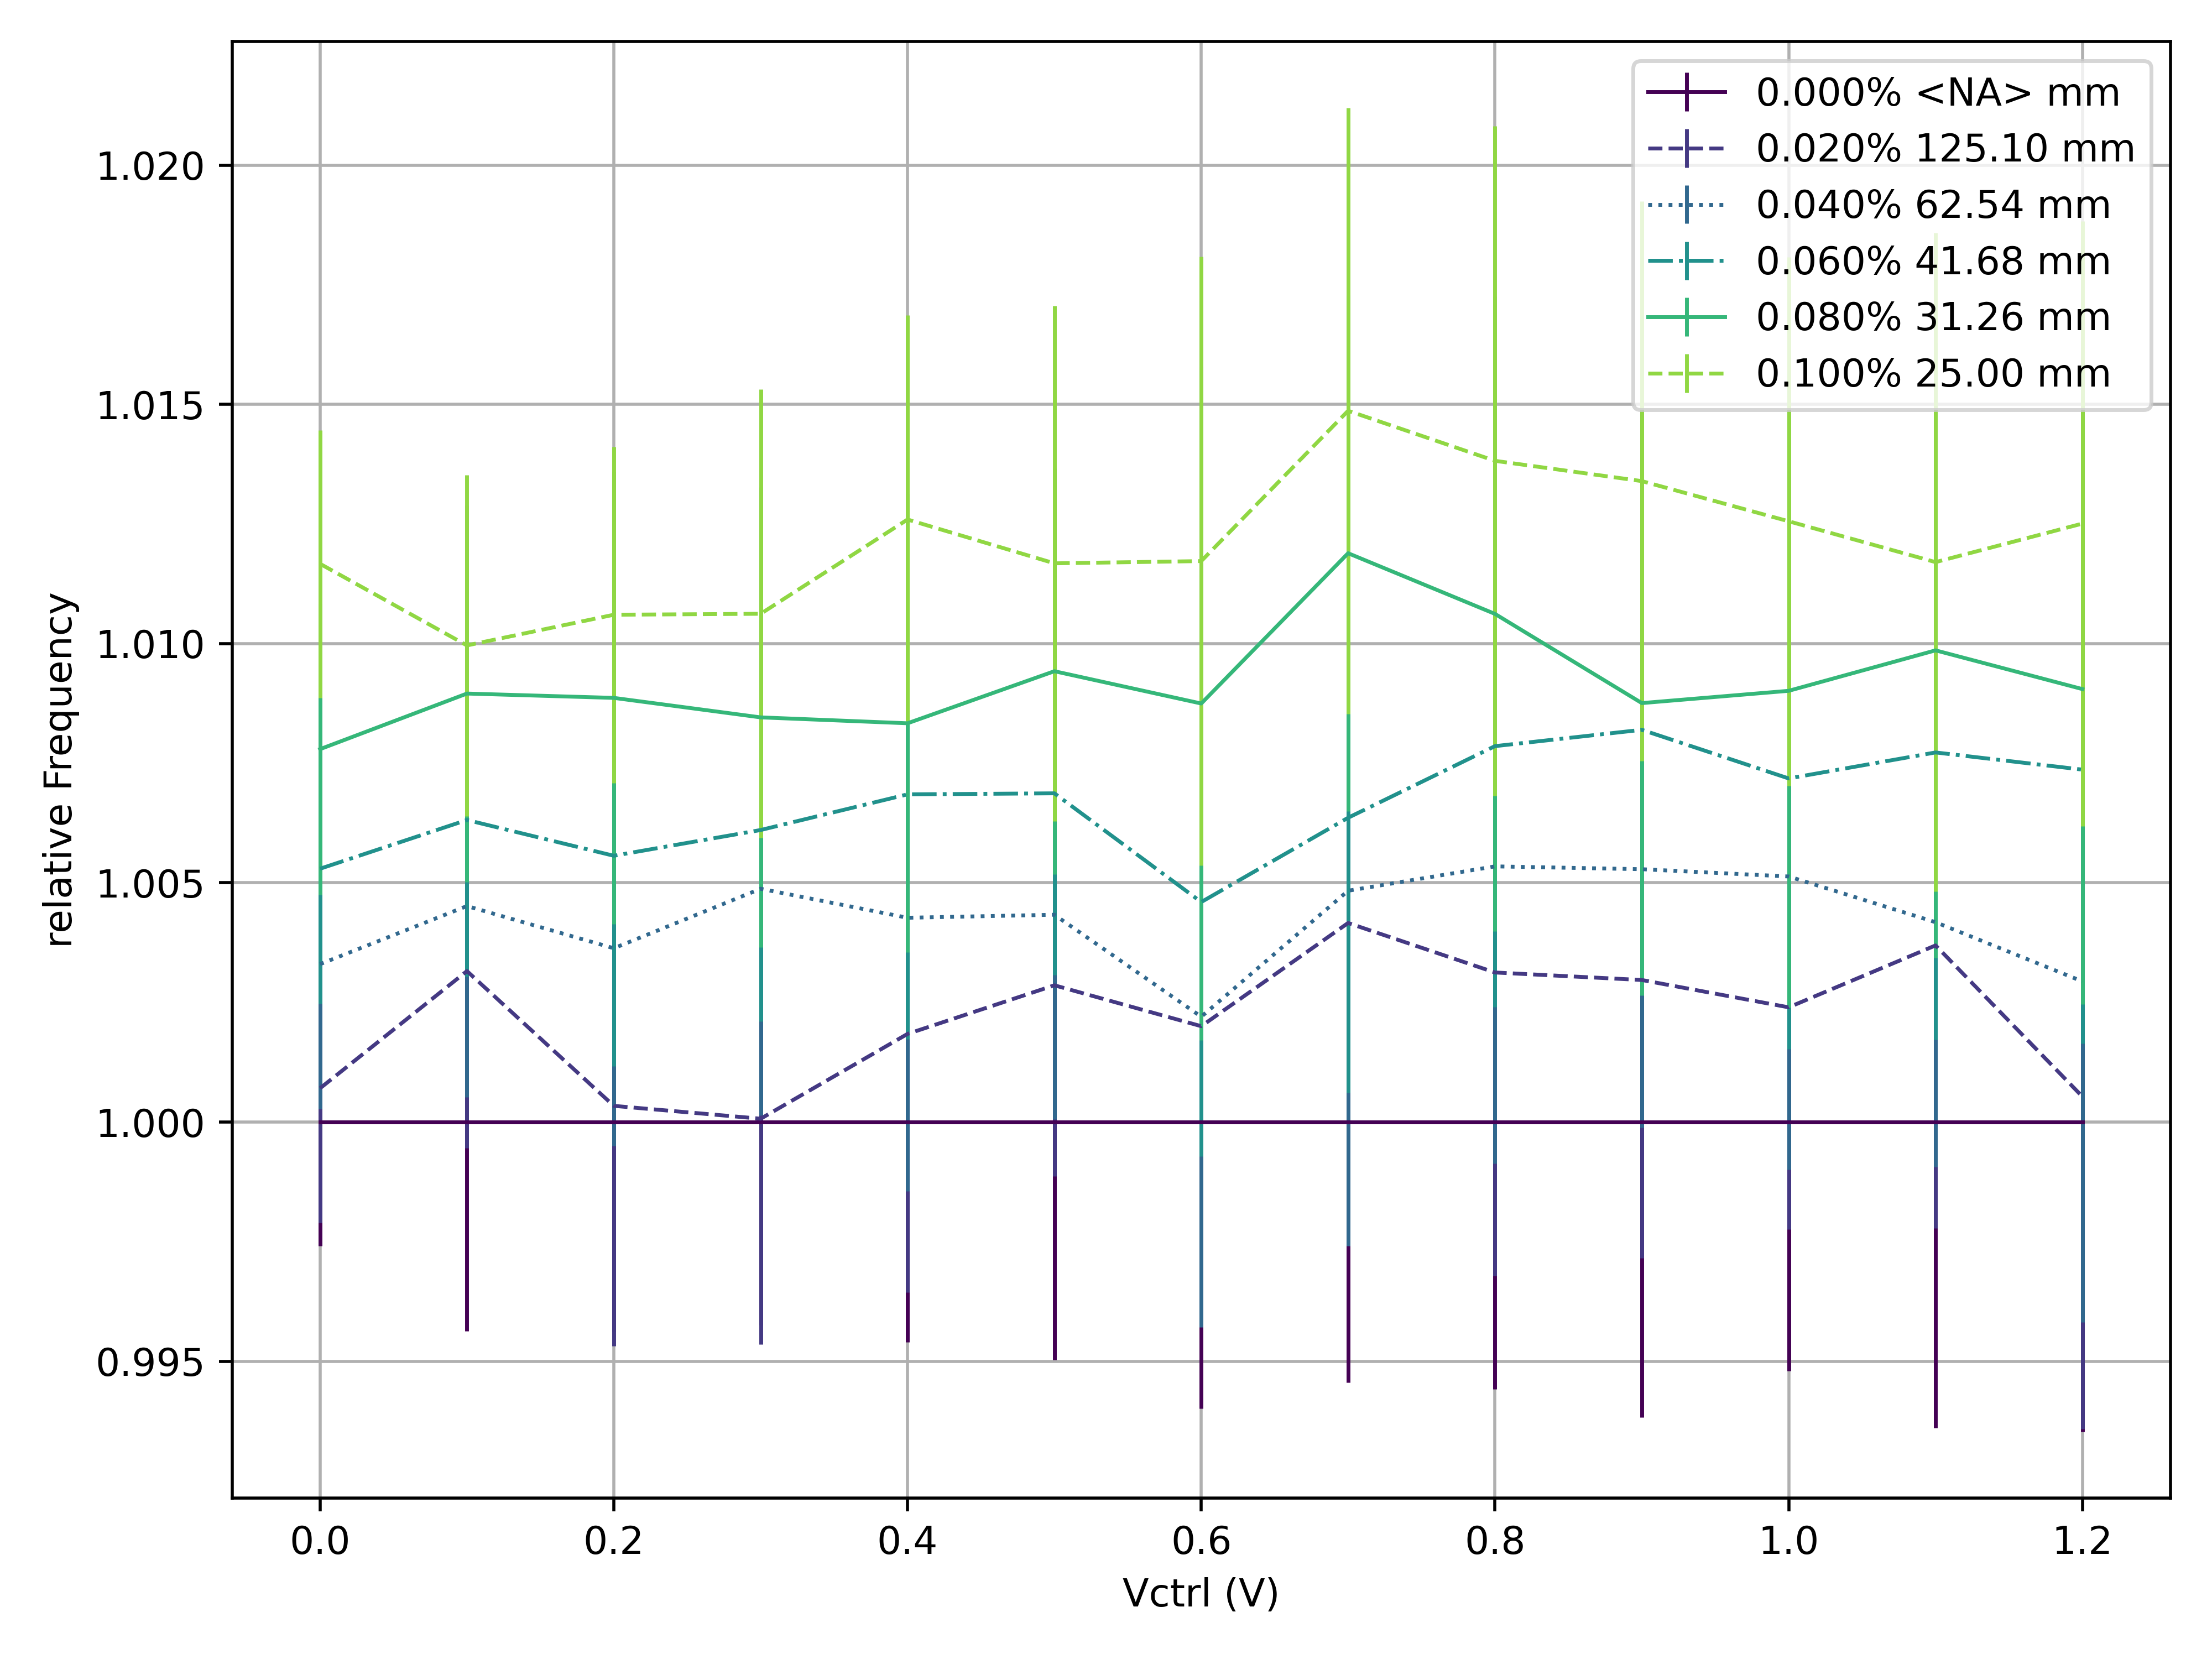 0.000% <NA> mm
0.020% 125.10 mm
0.040% 62.54 mm
0.060% 41.68 mm
0.080% 31.26 mm
0.100% 25.00 mm
relative Frequency
1.020
1.015
1.010
1.005
1.000
0.995
0.0 0.2 0.4 0.6 0.8 1.0 1.2
Vctrl (V)